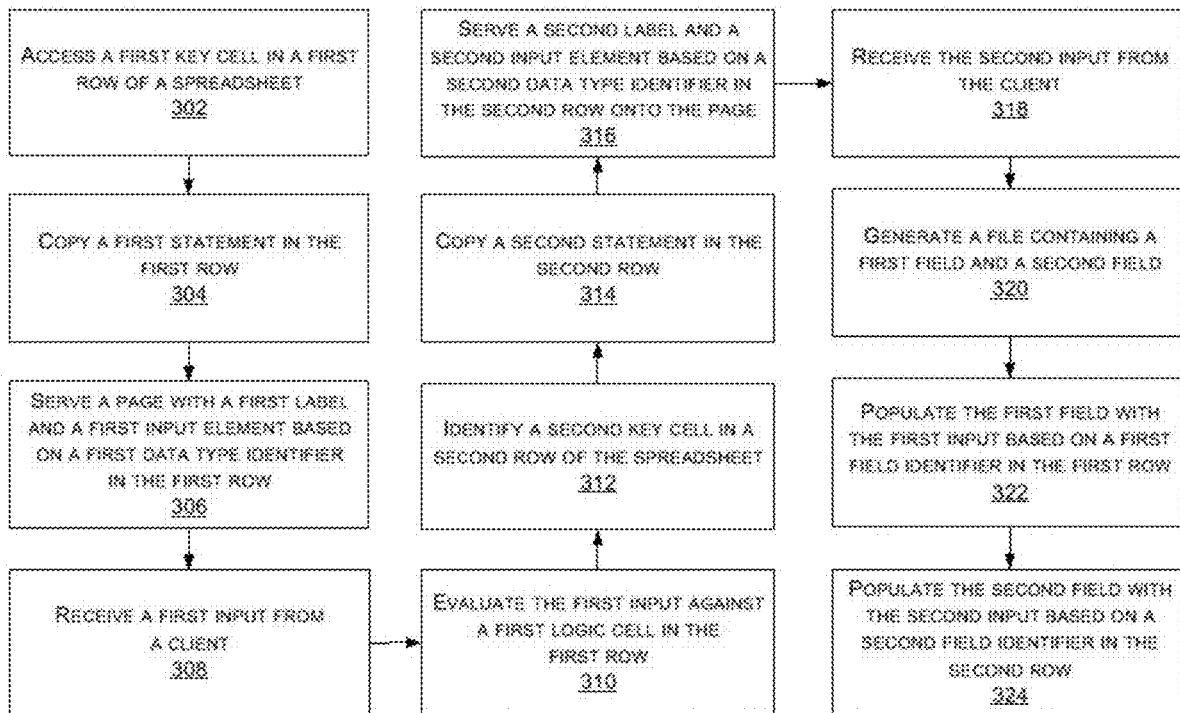 ACCESS A FIRST KEY CELL IN A FIRST
ROW OF A SPREADSHEET
302
COPY A FIRST STATEMENT IN THE
FIRST ROW
304
SERVE A PAGE WITH A FIRST LABEL
AND A FIRST INPUT ELEMENT BASED
ON A FIRST DATA TYPE IDENTIFIER
IN THE FIRST ROW
306
RECEIVE A FIRST INPUT FROM
A CLIENT
308
EVALUATE THE FIRST INPUT AGAINST
A FIRST LOGIC CELL IN THE
FIRST ROW
310
IDENTIFY A SECOND KEY CELL IN A
SECOND ROW OF THE SPREADSHEET
312
COPY A SECOND STATEMENT IN THE
SECOND ROW
314
SERVE A SECOND LABEL AND A
SECOND INPUT ELEMENT BASED ON A
SECOND DATA TYPE IDENTIFIER IN
THE SECOND ROW ONTO THE PAGE
316
RECEIVE THE SECOND INPUT FROM
THE CLIENT
318
GENERATE A FILE CONTAINING A
FIRST FIELD AND A SECOND FIELD
320
POPULATE THE FIRST FIELD WITH
THE FIRST INPUT BASED ON A FIRST
FIELD IDENTIFIER IN THE FIRST ROW
322
POPULATE THE SECOND FIELD WITH
THE SECOND INPUT BASED ON A
SECOND FIELD IDENTIFIER IN THE
SECOND ROW
324